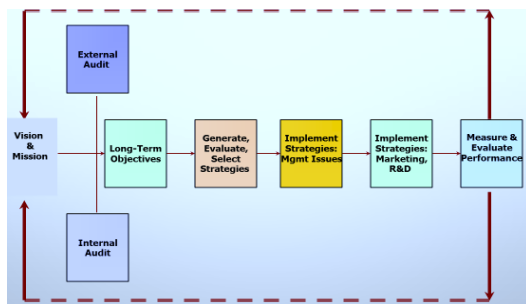 External
Audit
Vision
&
Mission
Long-Term
Objectives
Generate,
Evaluate,
Select
Strategies
Implement
Strategies:
Mgmt Issues
Implement
Strategies:
Marketing,
R&D
Measure &
Evaluate
Performance
Internal
Audit